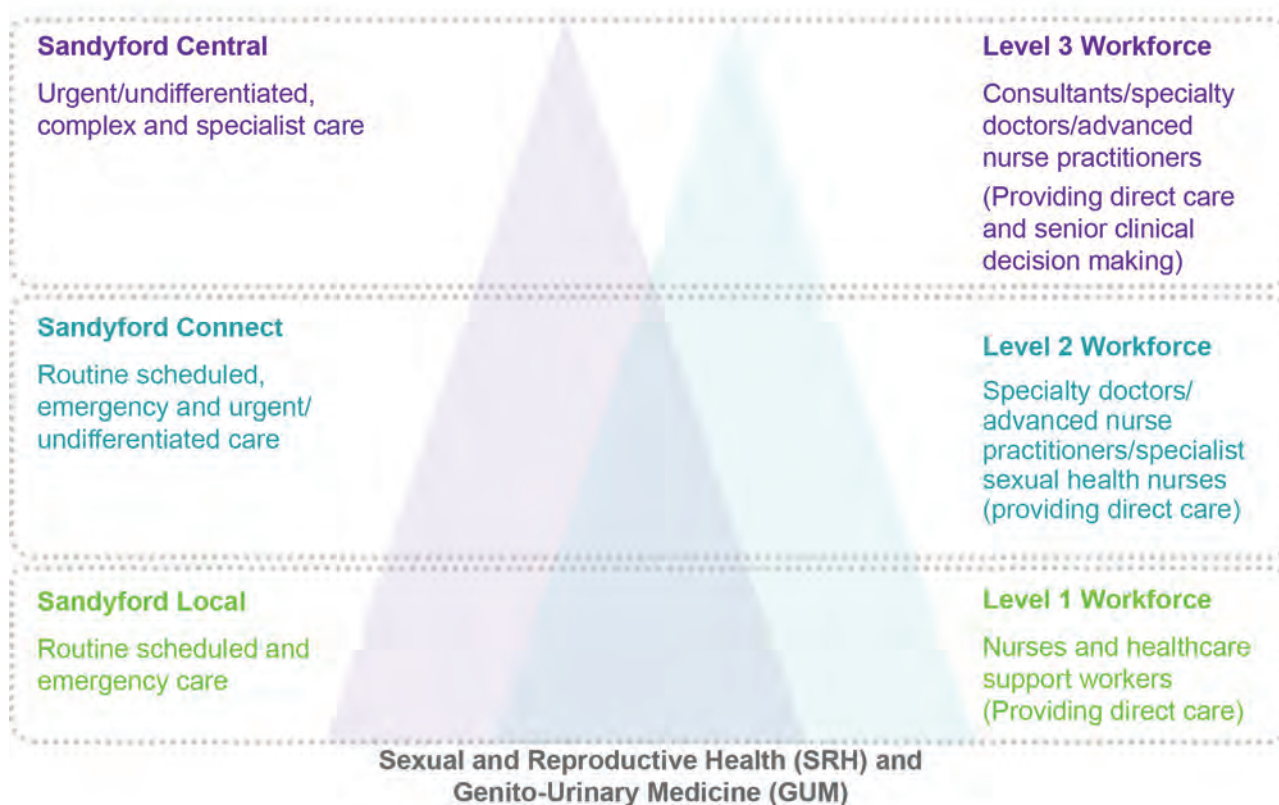 Sandyford Central
Urgent/undifferentiated,
complex and specialist care
Level 3 Workforce
Consultants/specialty
doctors/advanced
nurse practitioners
(Providing direct care
and senior clinical
decision making)
Sandyford Connect
Routine scheduled,
emergency and urgent/
undifferentiated care
Level 2 Workforce
Specialty doctors/
advanced nurse
practitioners/specialist
sexual health nurses
(providing direct care)
Sandyford Local
Routine scheduled and
emergency care
Level 1 Workforce
Nurses and healthcare
support workers
(Providing direct care)
Sexual and Reproductive Health (SRH) and
Genito-Urinary Medicine (GUM)